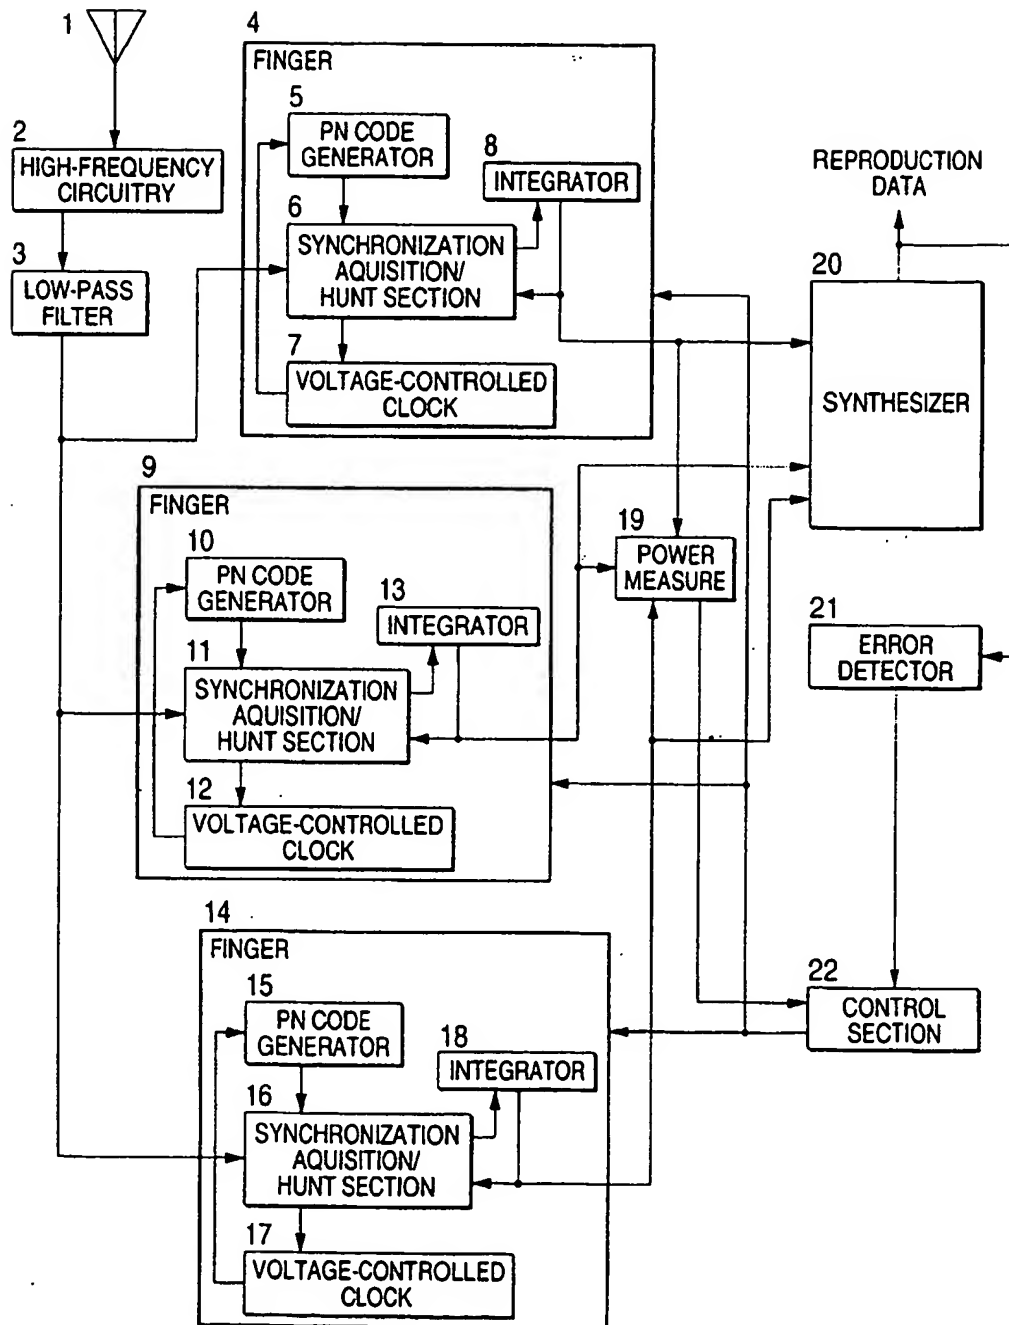 1
2
HIGH-FREQUENCY
CIRCUITRY
3
LOW-PASS
FILTER
4
FINGER
5
PN CODE
GENERATOR
6
SYNCHRONIZATION
AQUISITION/
HUNT SECTION
7
VOLTAGE-CONTROLLED
CLOCK
8
INTEGRATOR
9
FINGER
10
PN CODE
GENERATOR
11
SYNCHRONIZATION
AQUISITION/
HUNT SECTION
12
VOLTAGE-CONTROLLED
CLOCK
13
INTEGRATOR
14
FINGER
15
PN CODE
GENERATOR
16
SYNCHRONIZATION
AQUISITION/
HUNT SECTION
17
VOLTAGE-CONTROLLED
CLOCK
18
INTEGRATOR
19
POWER
MEASURE
REPRODUCTION
DATA
20
SYNTHESIZER
21
ERROR
DETECTOR
22
CONTROL
SECTION